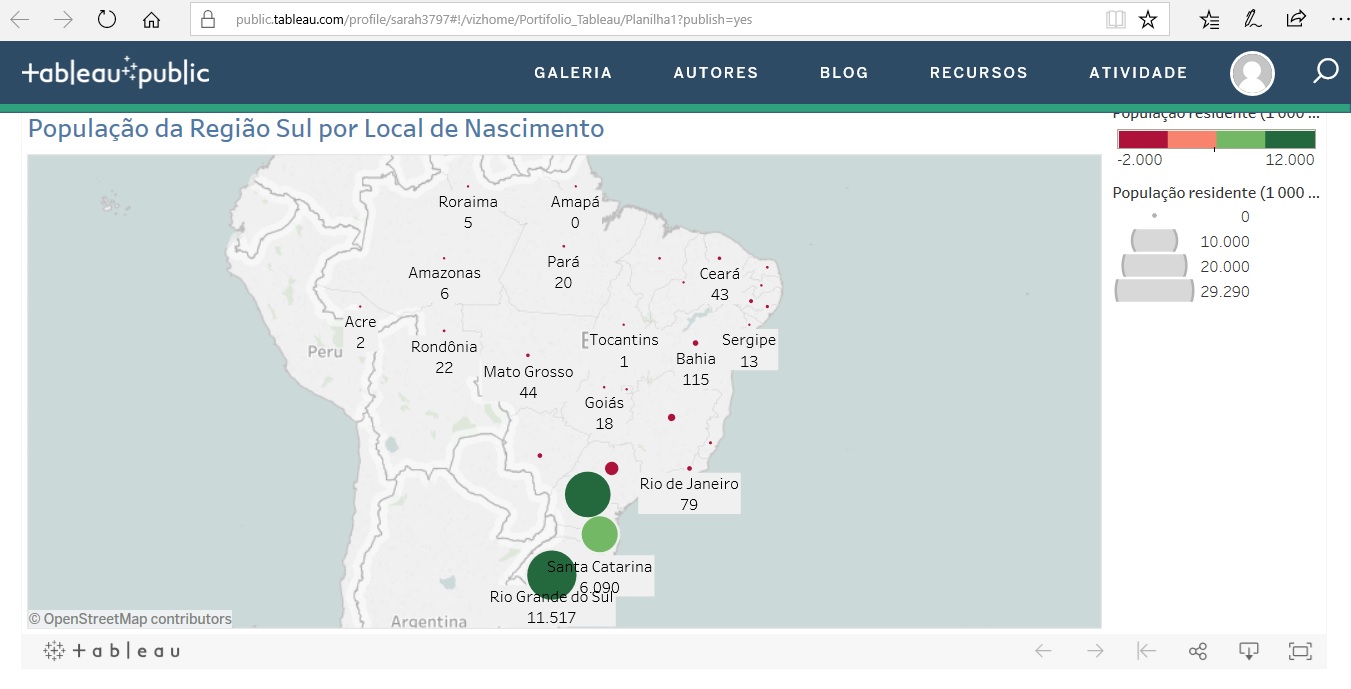 public.tableau.com/profile/sarah3797#!/vizhome/Portifolio_Tableau/Planilha1?publish=yes
+ableau public
GALERIA AUTORES BLOG RECURSOS ATIVIDADE
População da Região Sul por Local de Nascimento
População residente (1 000 ...
-2.000 12.000
População residente (1 000 ...
0
10.000
20.000
29.290
Roraima
5
Amapá
0
Pará
20
Amazonas
6
Ceará
43
Acre
2
Peru
Rondônia
22
Tocantins
1
Sergipe
13
Bahia
115
Mato Grosso
44
Goiás
18
Rio de Janeiro
79
Santa Catarina
6.090
Rio Grande do Sul
11.517
Argentina
© OpenStreetMap contributors
+ a b l e a u